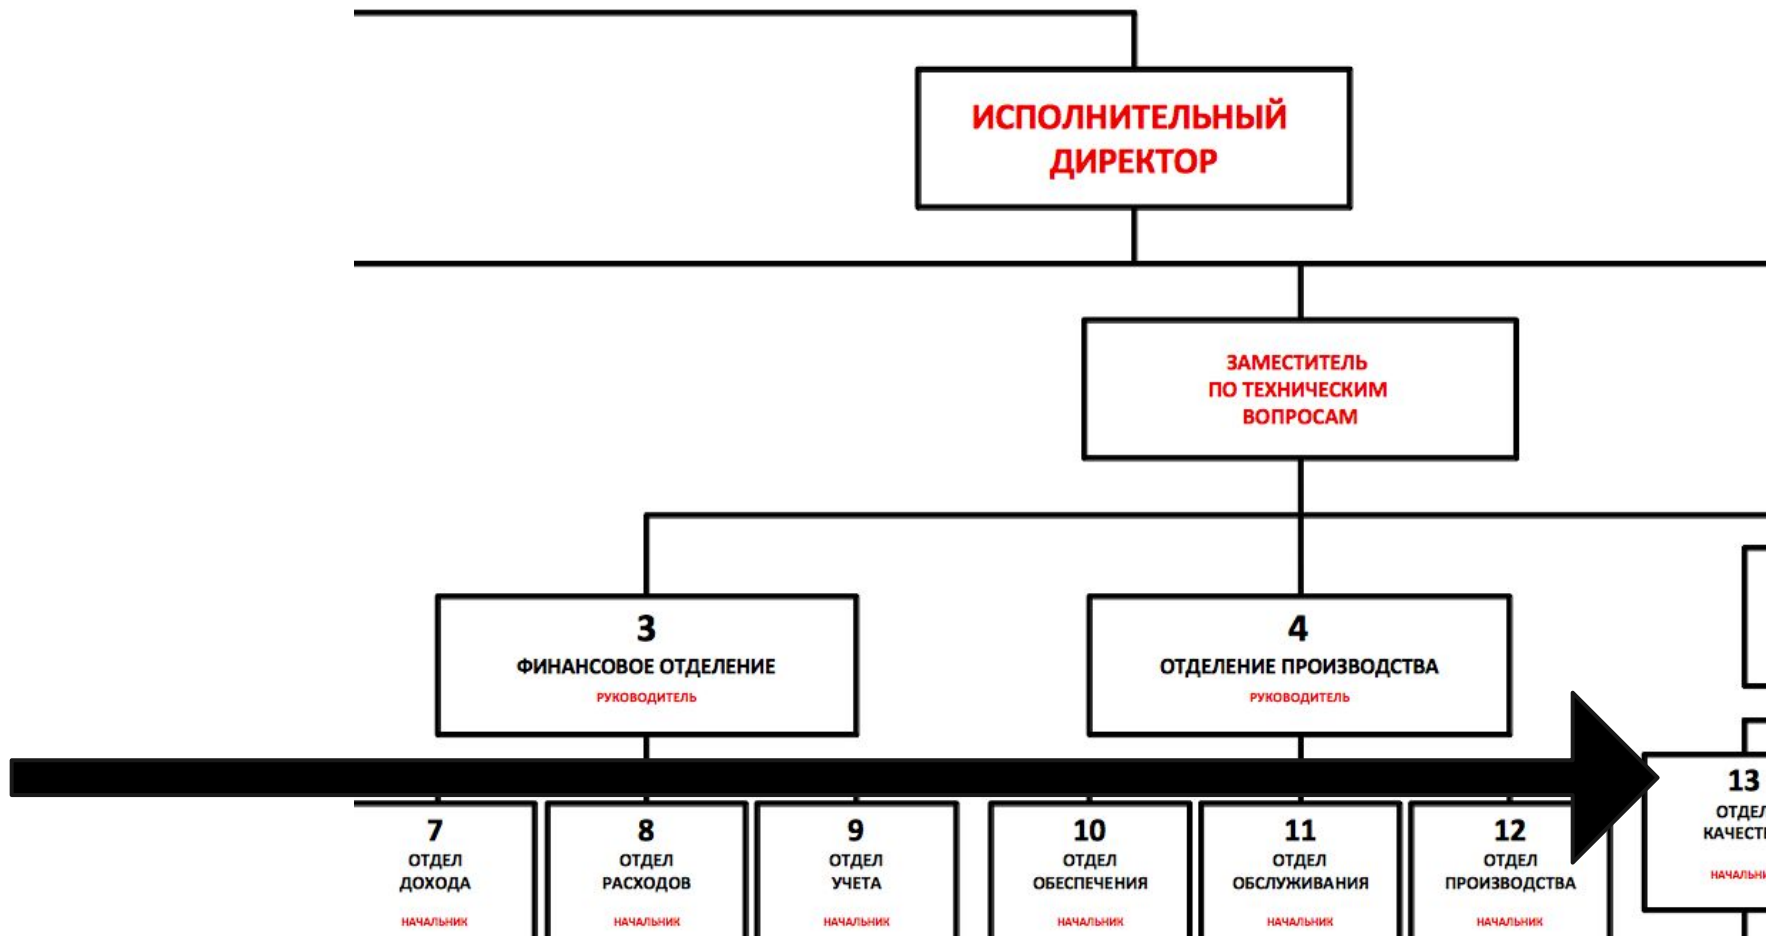 ИСПОЛНИТЕЛЬНЫЙ
ДИРЕКТОР
ЗАМЕСТИТЕЛЬ
ПО ТЕХНИЧЕСКИМ
ВОПРОСАМ
3
ФИНАНСОВОЕ ОТДЕЛЕНИЕ
РУКОВОДИТЕЛЬ
4
ОТДЕЛЕНИЕ ПРОИЗВОДСТВА
РУКОВОДИТЕЛЬ
7
ОТДЕЛ
ДОХОДА
НАЧАЛЬНИК
8
ОТДЕЛ
РАСХОДОВ
НАЧАЛЬНИК
9
ОТДЕЛ
УЧЕТА
НАЧАЛЬНИК
10
ОТДЕЛ
ОБЕСПЕЧЕНИЯ
НАЧАЛЬНИК
11
ОТДЕЛ
ОБСЛУЖИВАНИЯ
НАЧАЛЬНИК
12
ОТДЕЛ
ПРОИЗВОДСТВА
НАЧАЛЬНИК
13
ОТДЕЛ